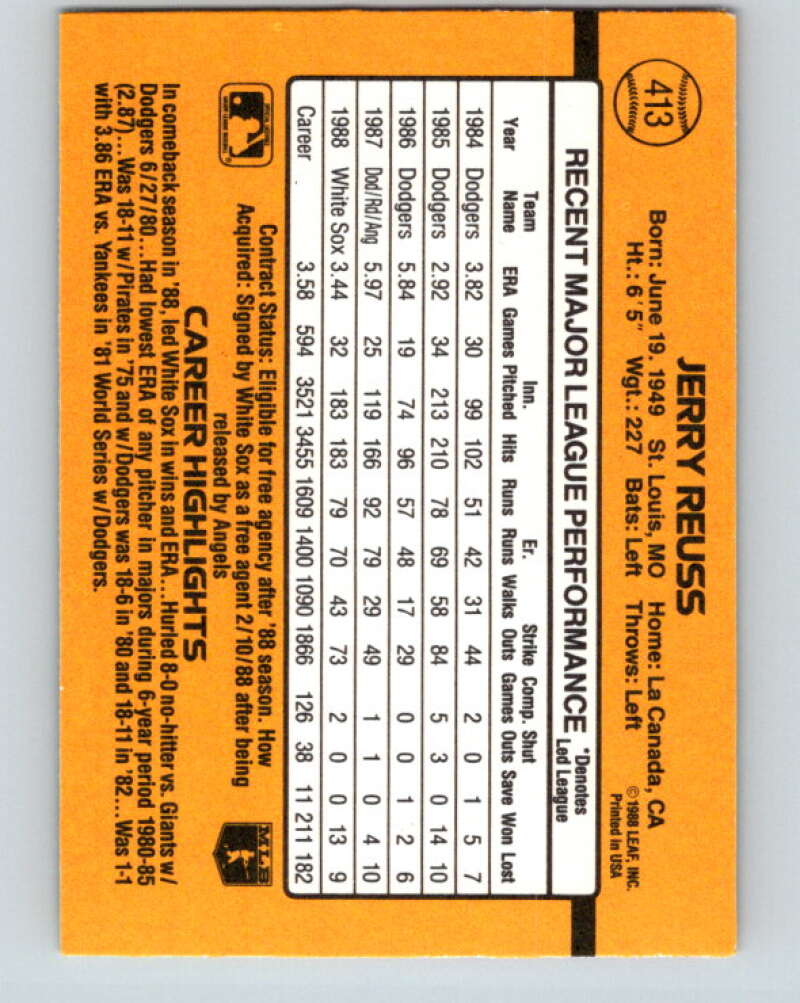 413
JERRY REUSS
Born: June 19, 1949 St. Louis, MO Home: La Canada, CA
Ht.: 6'5" Wgt.: 227 Bats: Left Throws: Left
©1988 LEAF, INC.
Printed in USA
RECENT MAJOR LEAGUE PERFORMANCE *Denotes Led League
Team Inn. Er. Strike Comp. Shut
Year Name ERA Games Pitched Hits Runs Runs Walks Outs Games Outs Save Won Lost
1984 Dodgers 3.82 30 99 102 51 42 31 44 2 0 1 5 7
1985 Dodgers 2.92 34 213 210 78 69 58 84 5 3 0 14 10
1986 Dodgers 5.84 19 74 96 57 48 17 29 0 0 1 2 6
1987 Dod/Rd/Ang 5.97 25 119 166 92 79 29 49 1 1 0 4 10
1988 White Sox 3.44 32 183 183 79 70 43 73 2 0 0 13 9
Career 3.58 594 3521 3455 1609 1400 1090 1866 126 38 11 211 182
Contract Status: Eligible for free agency after '88 season. How
Acquired: Signed by White Sox as a free agent 2/10/88 after being
released by Angels
MLB
CAREER HIGHLIGHTS
In comeback season in '88, led White Sox in wins and ERA...Hurled 8-0 no-hitter vs. Giants w/
Dodgers 6/27/80...Had lowest ERA of any pitcher in majors during 6-year period 1980-85
(2.87)...Was 18-11 w/Pirates in '75 and w/Dodgers was 18-6 in '80 and 18-11 in '82...Was 1-1
with 3.86 ERA vs. Yankees in '81 World Series w/Dodgers.